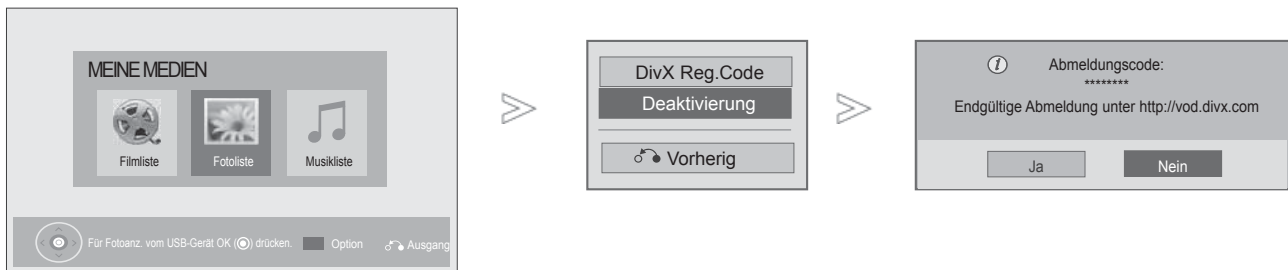 MEINE MEDIEN
Filmliste
Fotoliste
Musikliste
Für Fotoanz. vom USB-Gerät OK (◉) drücken.
Option
Ausgang
DivX Reg.Code
Deaktivierung
Vorherig
Abmeldungscode:
********
Endgültige Abmeldung unter http://vod.divx.com
Ja
Nein